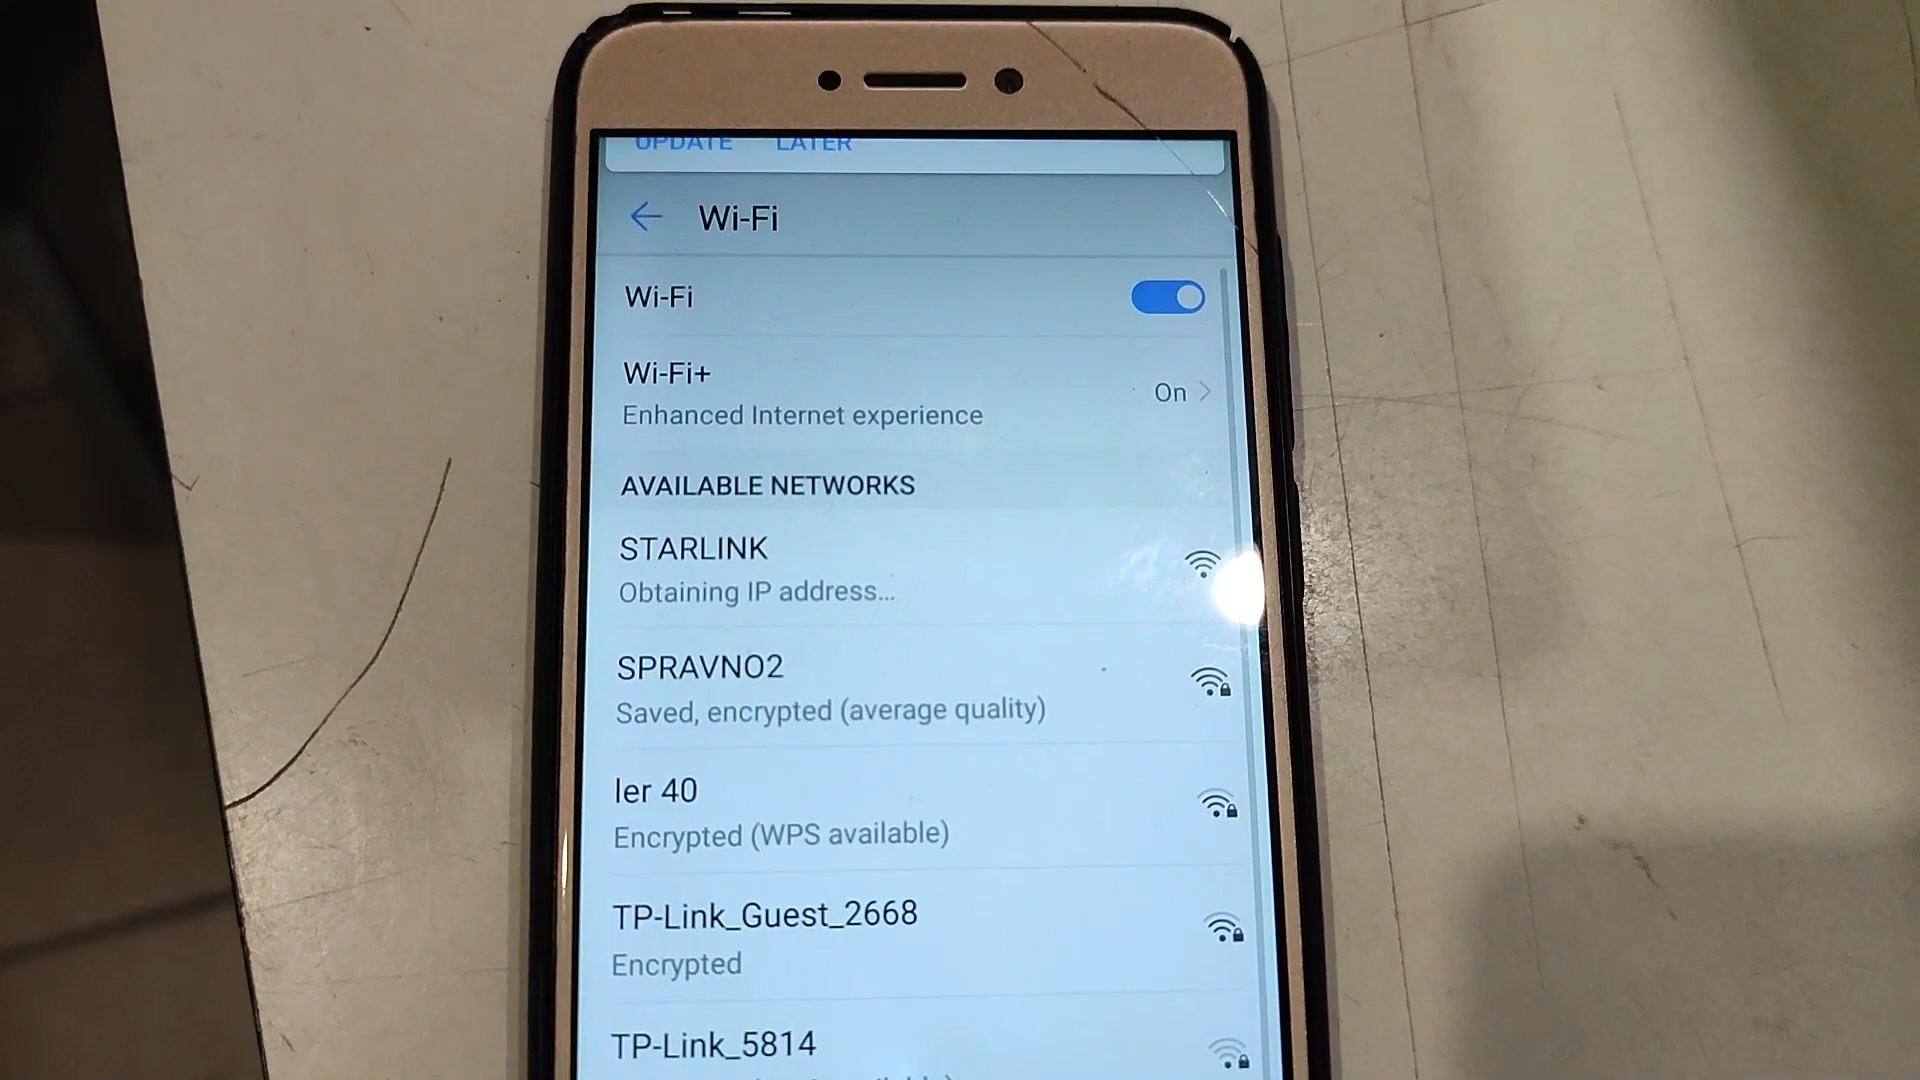 UPDATE LATER
Wi-Fi
Wi-Fi
Wi-Fi+
On
Enhanced Internet experience
AVAILABLE NETWORKS
STARLINK
Obtaining IP address...
SPRAVNO2
Saved, encrypted (average quality)
ler 40
Encrypted (WPS available)
TP-Link_Guest_2668
Encrypted
TP-Link_5814